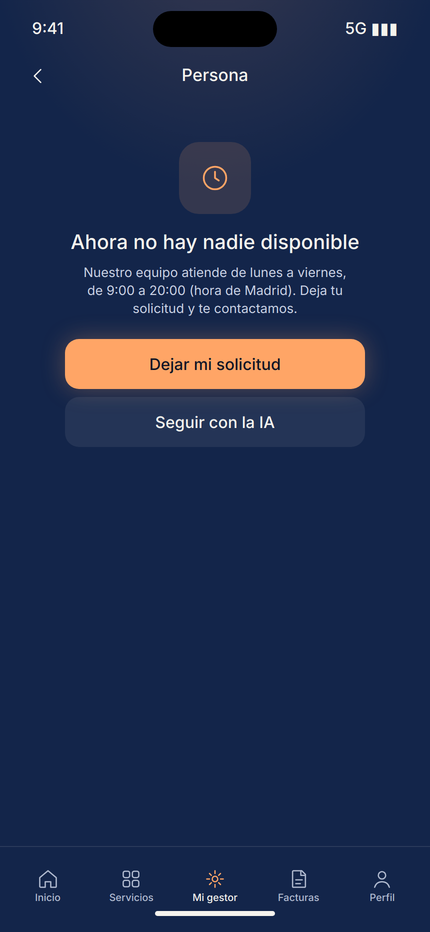 9:41
5G
Persona
Ahora no hay nadie disponible
Nuestro equipo atiende de lunes a viernes,
de 9:00 a 20:00 (hora de Madrid). Deja tu
solicitud y te contactamos.
Dejar mi solicitud
Seguir con la IA
Inicio
Servicios
Mi gestor
Facturas
Perfil